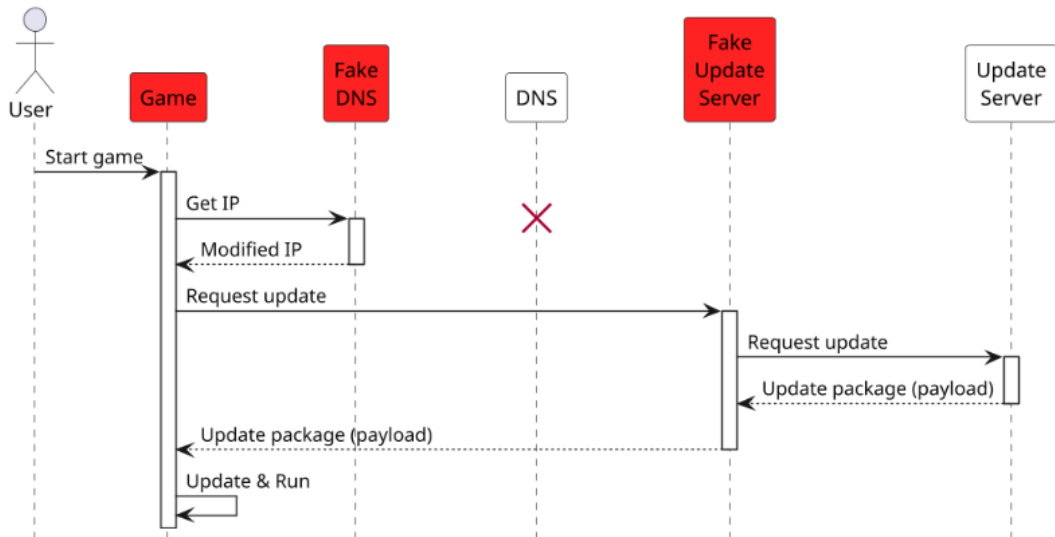 User
Game
Fake
DNS
DNS
Fake
Update
Server
Update
Server
Start game
Get IP
Modified IP
Request update
Request update
Update package (payload)
Update package (payload)
Update & Run